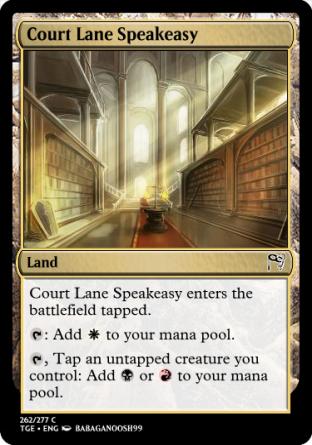 Court Lane Speakeasy
Land
Court Lane Speakeasy enters the
battlefield tapped.
: Add to your mana pool.
, Tap an untapped creature you
control: Add or to your mana
pool.
262/277 C
TGE • ENG BABAGANOOSH99